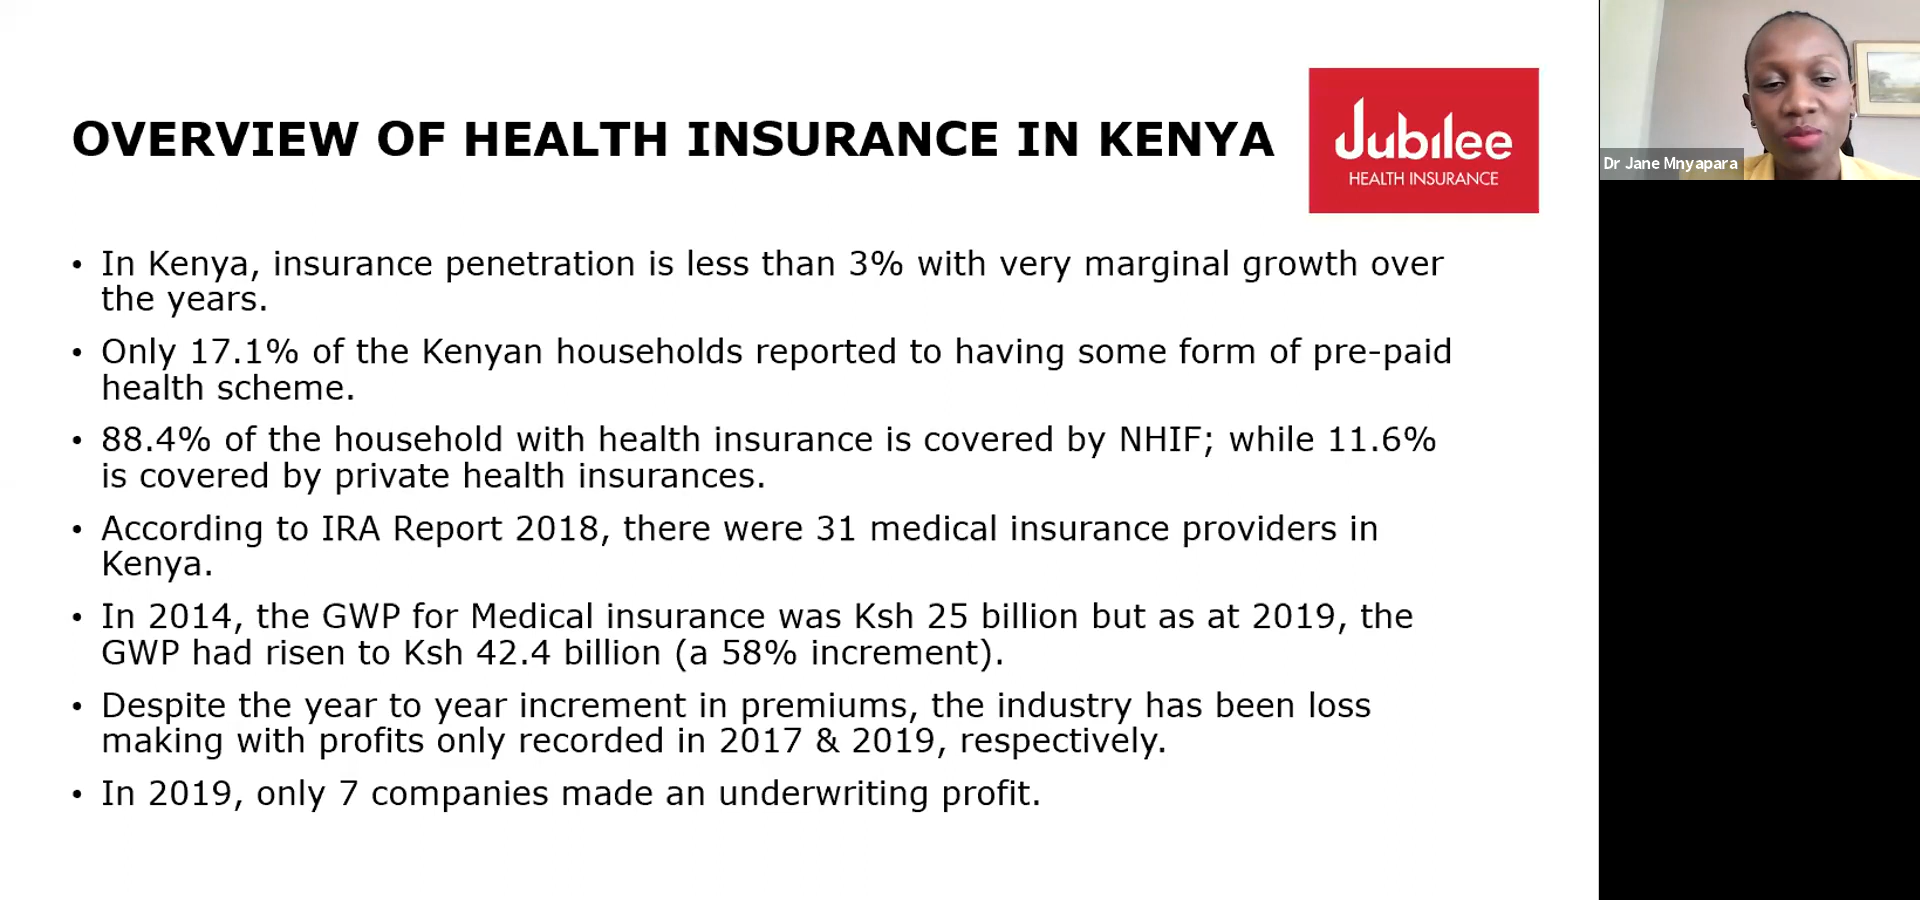 OVERVIEW OF HEALTH INSURANCE IN KENYA
Jubilee
HEALTH INSURANCE
Dr Jane Mnyapara
• In Kenya, insurance penetration is less than 3% with very marginal growth over
the years.
• Only 17.1% of the Kenyan households reported to having some form of pre-paid
health scheme.
• 88.4% of the household with health insurance is covered by NHIF; while 11.6%
is covered by private health insurances.
• According to IRA Report 2018, there were 31 medical insurance providers in
Kenya.
• In 2014, the GWP for Medical insurance was Ksh 25 billion but as at 2019, the
GWP had risen to Ksh 42.4 billion (a 58% increment).
• Despite the year to year increment in premiums, the industry has been loss
making with profits only recorded in 2017 & 2019, respectively.
• In 2019, only 7 companies made an underwriting profit.